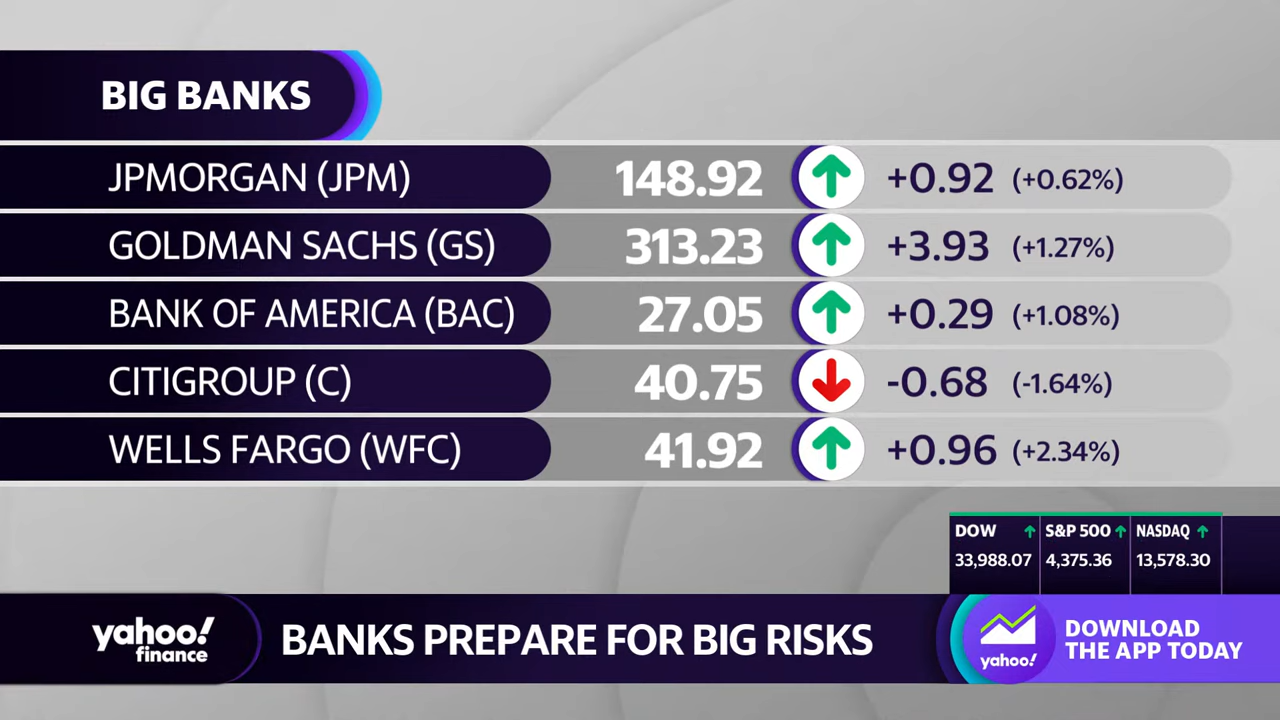 BIG BANKS
JPMORGAN (JPM) 148.92 +0.92 (+0.62%)
GOLDMAN SACHS (GS) 313.23 +3.93 (+1.27%)
BANK OF AMERICA (BAC) 27.05 +0.29 (+1.08%)
CITIGROUP (C) 40.75 -0.68 (-1.64%)
WELLS FARGO (WFC) 41.92 +0.96 (+2.34%)
DOW S&P 500 NASDAQ
33,988.07 4,375.36 13,578.30
yahoo!
finance
BANKS PREPARE FOR BIG RISKS
yahoo!
DOWNLOAD
THE APP TODAY